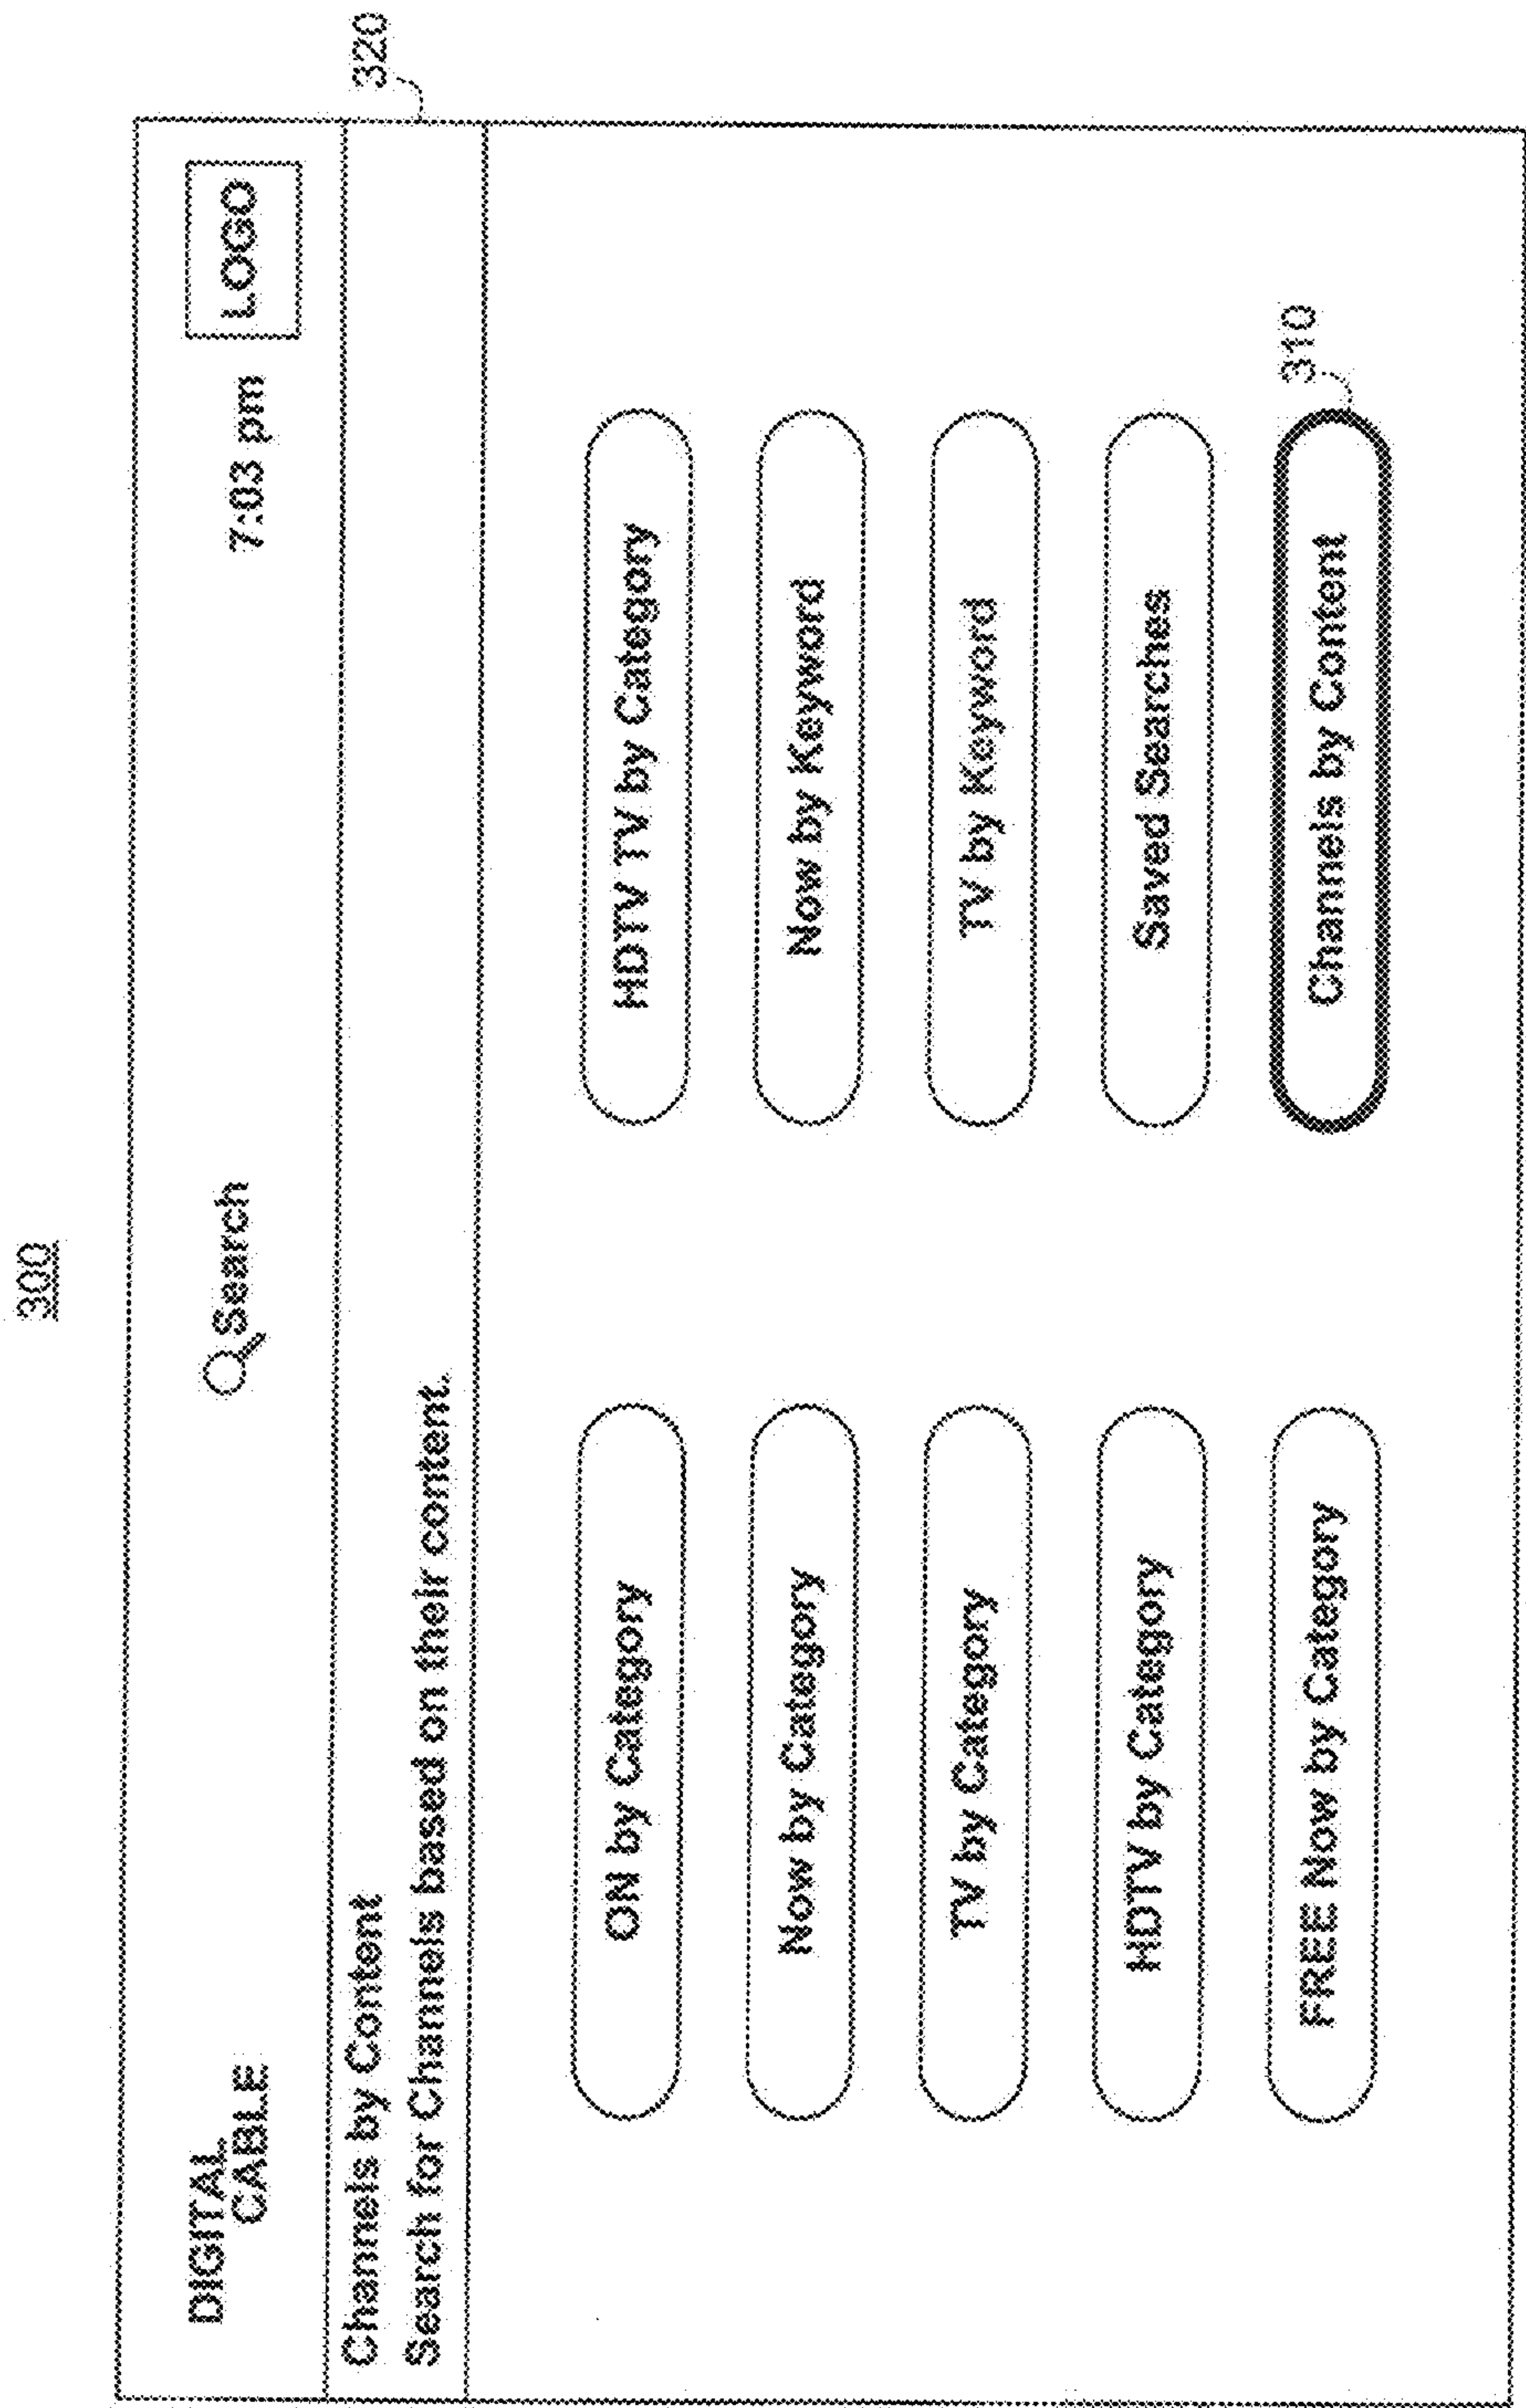 300
DIGITAL
CABLE
Search
7:03 pm
LOGO
320
Channels by Content
Search for Channels based on their content.
ON by Category
HDTV TV by Category
Now by Category
Now by Keyword
TV by Category
TV by Keyword
HDTV by Category
Saved Searches
FREE Now by Category
Channels by Content
310